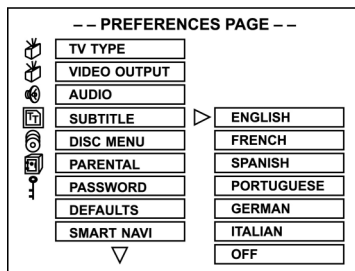 -- PREFERENCES PAGE --
TV TYPE
VIDEO OUTPUT
AUDIO
SUBTITLE
DISC MENU
PARENTAL
PASSWORD
DEFAULTS
SMART NAVI
ENGLISH
FRENCH
SPANISH
PORTUGUESE
GERMAN
ITALIAN
OFF